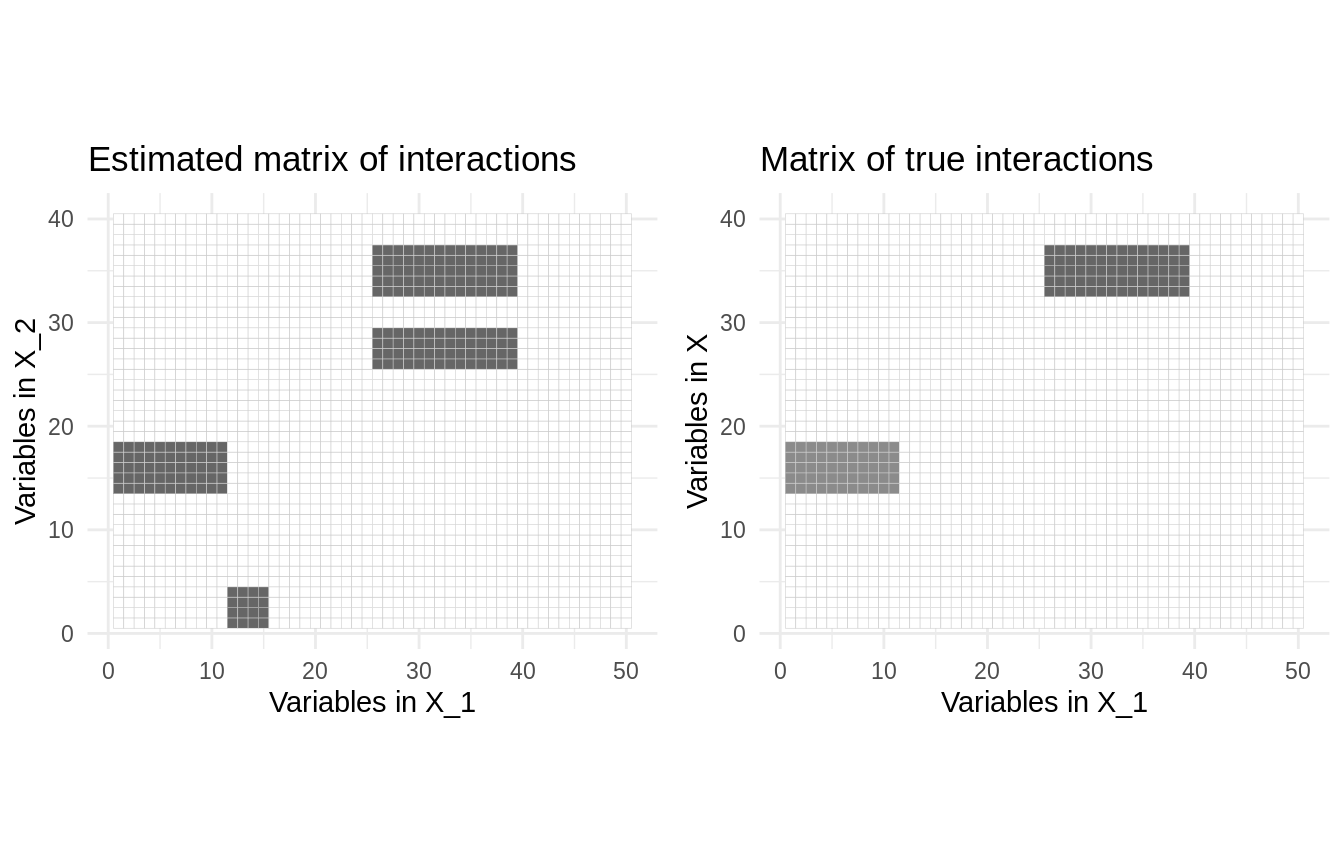 Estimated matrix of interactions
40
30
20
10
0
Variables in X_2
0 10 20 30 40 50
Variables in X_1
Matrix of true interactions
40
30
20
10
0
Variables in X
0 10 20 30 40 50
Variables in X_1